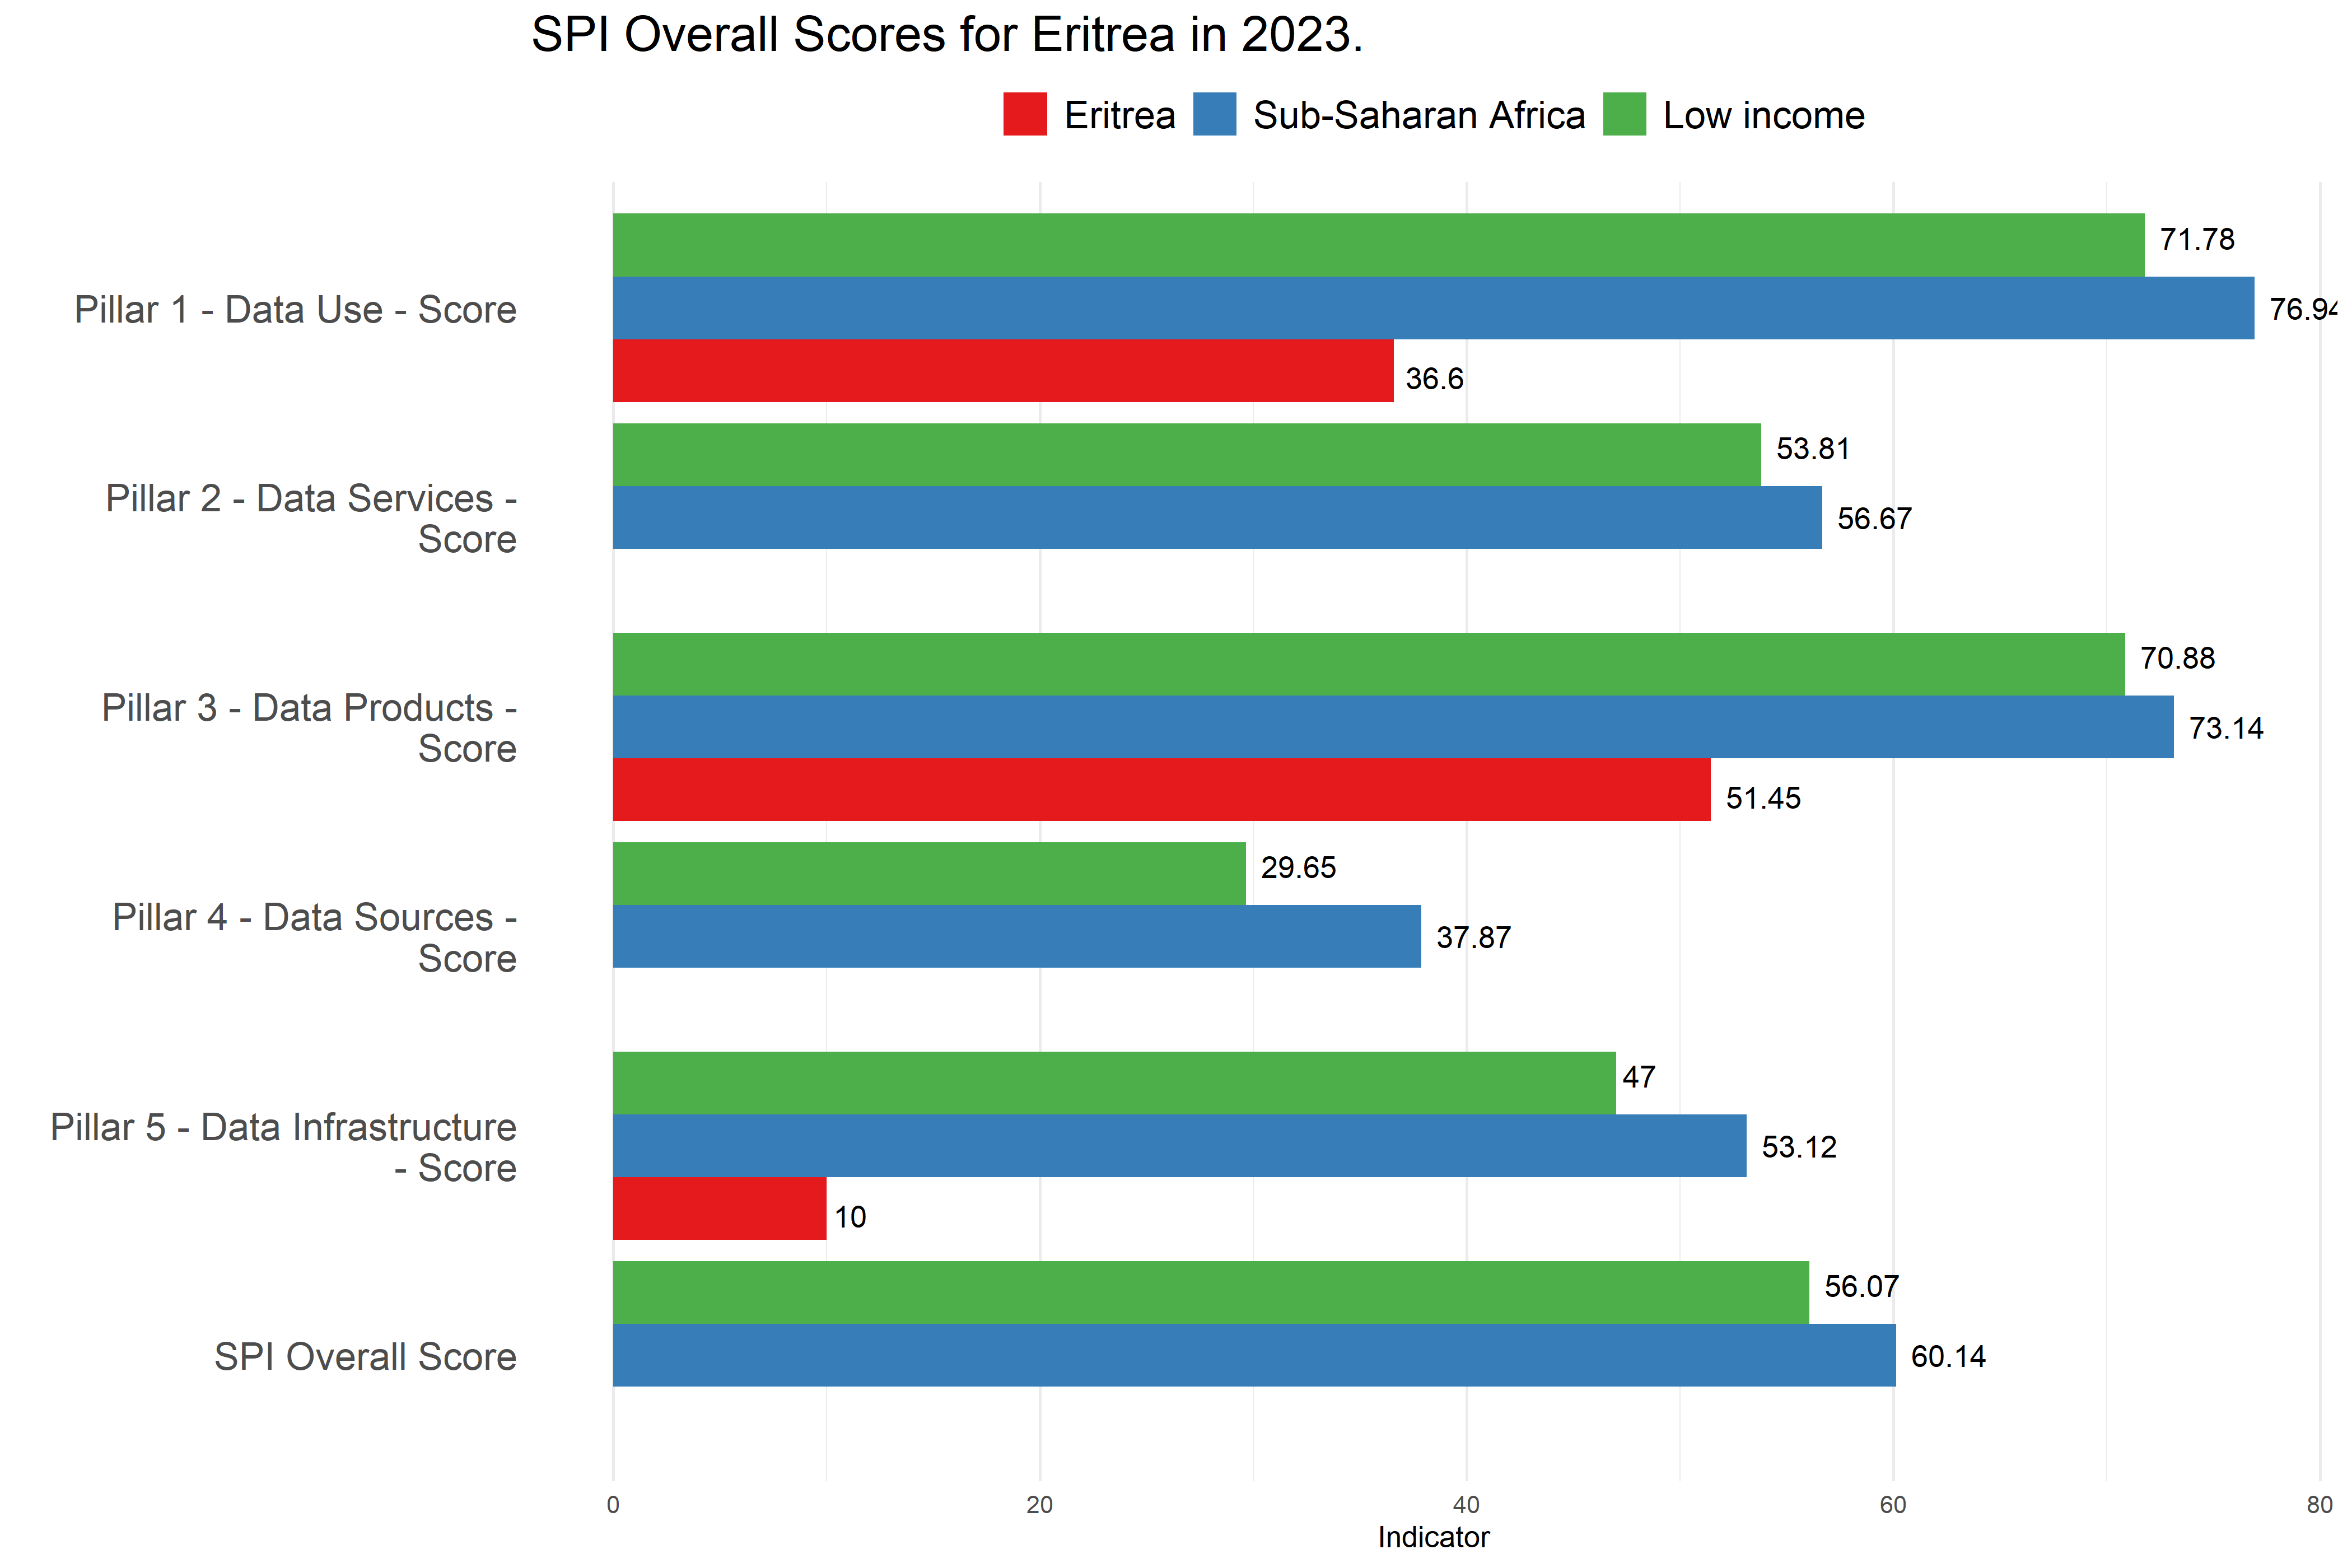 SPI Overall Scores for Eritrea in 2023.
Eritrea Sub-Saharan Africa Low income
71.78
Pillar 1 - Data Use - Score
76.94
36.6
53.81
Pillar 2 - Data Services -
Score
56.67
70.88
Pillar 3 - Data Products -
Score
73.14
51.45
29.65
Pillar 4 - Data Sources -
Score
37.87
47
Pillar 5 - Data Infrastructure
- Score
53.12
10
56.07
SPI Overall Score
60.14
0 20 40 60 80
Indicator